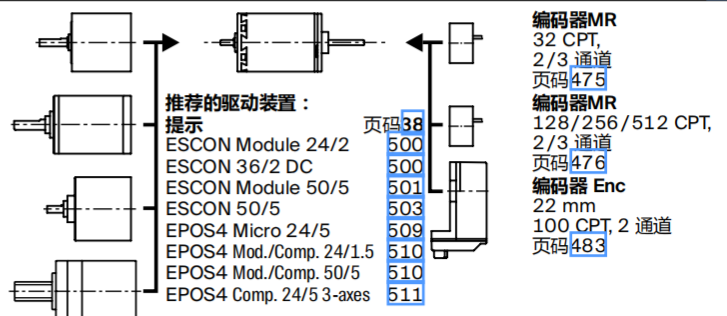 推荐的驱动装置：
提示 页码38
ESCON Module 24/2 500
ESCON 36/2 DC 500
ESCON Module 50/5 501
ESCON 50/5 503
EPOS4 Micro 24/5 509
EPOS4 Mod./Comp. 24/1.5 510
EPOS4 Mod./Comp. 50/5 510
EPOS4 Comp. 24/5 3-axes 511
编码器MR
32 CPT,
2/3 通道
页码475
编码器MR
128/256/512 CPT,
2/3 通道
页码476
编码器 Enc
22 mm
100 CPT, 2 通道
页码483